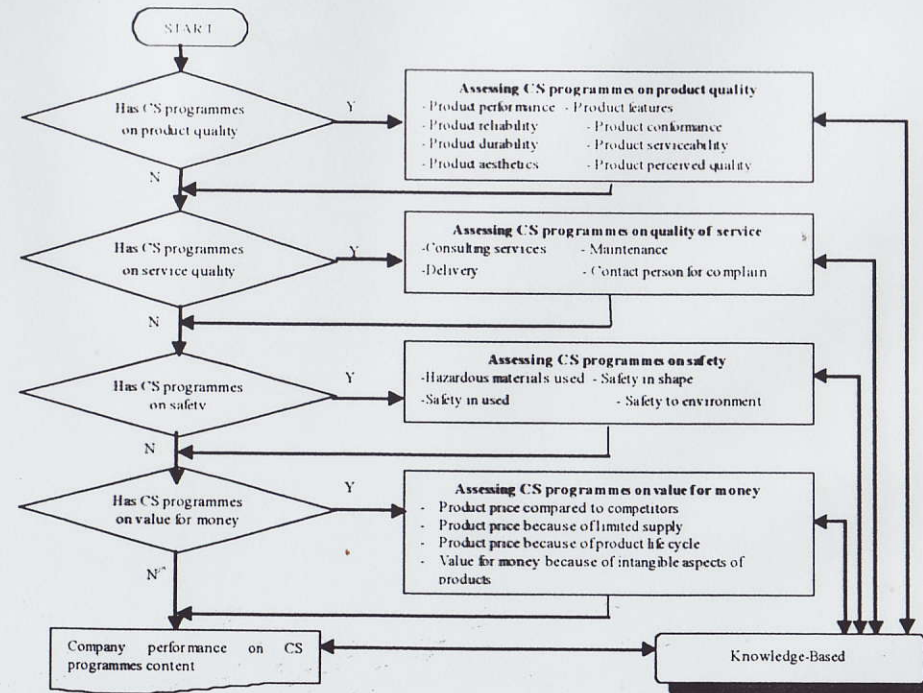 START
Has CS programmes
on product quality
Y
Assessing CS programmes on product quality
- Product performance - Product features
- Product reliability - Product conformance
- Product durability - Product serviceability
- Product aesthetics - Product perceived quality
N
Has CS programmes
on service quality
Y
Assessing CS programmes on quality of service
-Consulting services - Maintenance
-Delivery - Contact person for complain
N
Has CS programmes
on safety
Y
Assessing CS programmes on safety
-Hazardous materials used - Safety in shape
-Safety in used - Safety to environment
N
Has CS programmes
on value for money
Y
Assessing CS programmes on value for money
- Product price compared to competitors
- Product price because of limited supply
- Product price because of product life cycle
- Value for money because of intangible aspects of
products
N
Company performance on CS
programmes content
Knowledge-Based